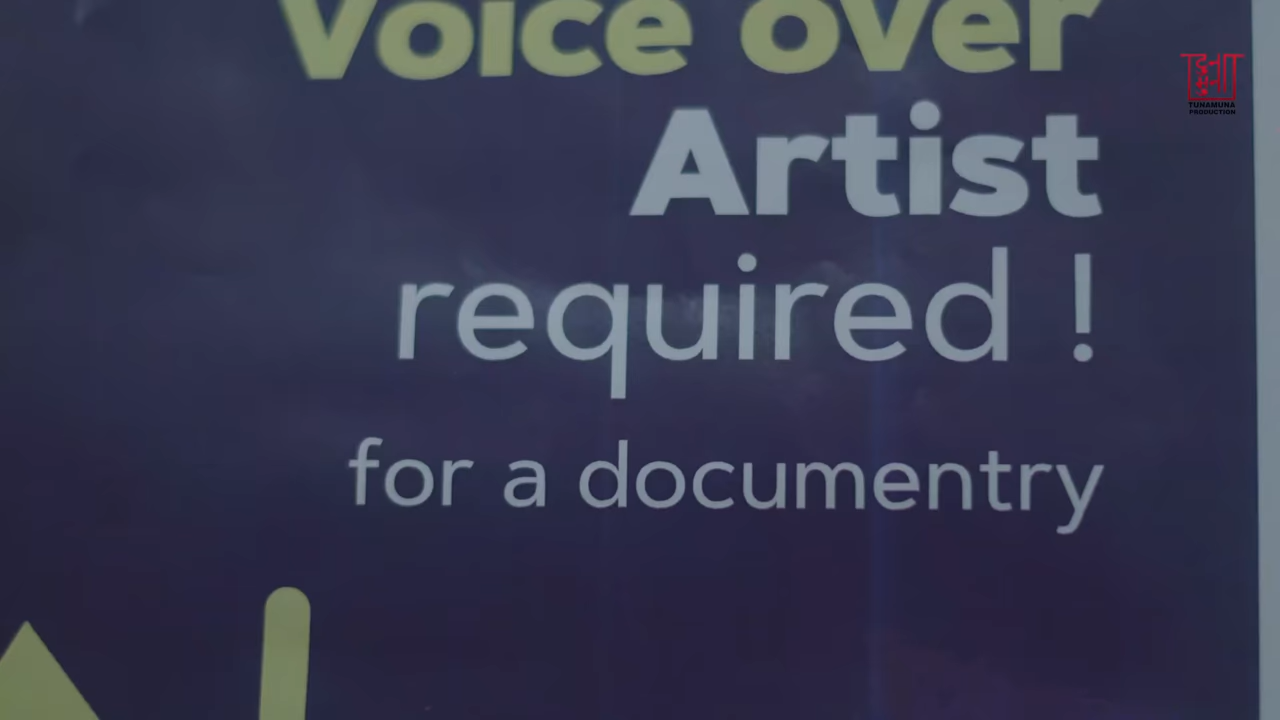 Voice over
Artist
required !
for a documentry
TUNAMUNA
PRODUCTION